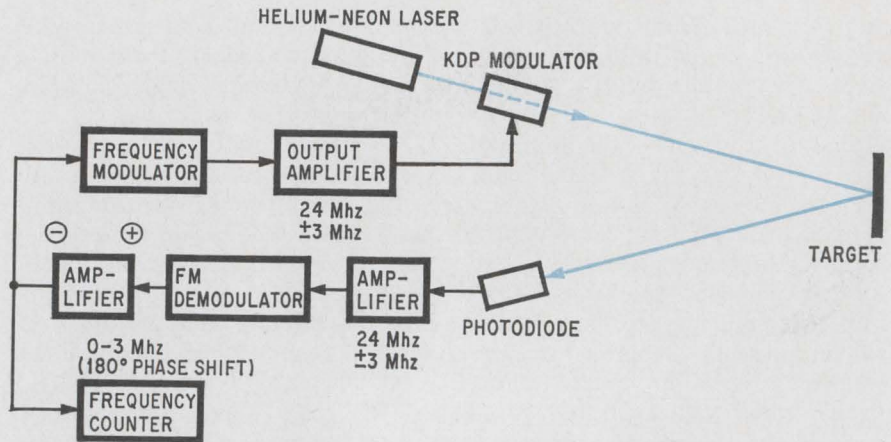 HELIUM-NEON LASER
KDP MODULATOR
FREQUENCY
MODULATOR
OUTPUT
AMPLIFIER
24 Mhz
±3 Mhz
TARGET
⊖ ⊕
AMP-
LIFIER
FM
DEMODULATOR
AMP-
LIFIER
24 Mhz
±3 Mhz
PHOTODIODE
0-3 Mhz
(180° PHASE SHIFT)
FREQUENCY
COUNTER